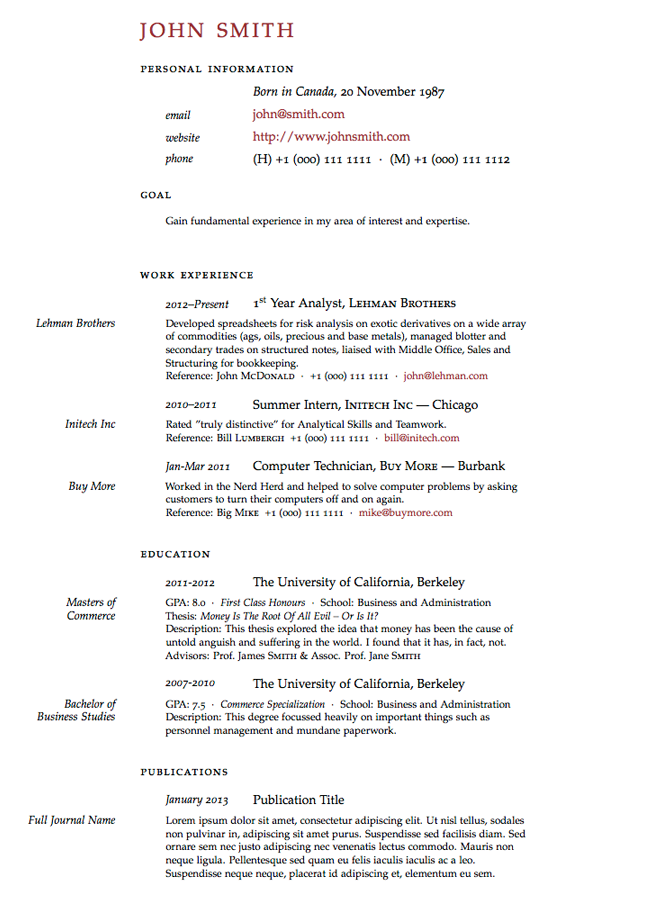 JOHN SMITH
PERSONAL INFORMATION
Born in Canada, 20 November 1987
email john@smith.com
website http://www.johnsmith.com
phone (H) +1 (000) 111 1111 · (M) +1 (000) 111 1112
GOAL
Gain fundamental experience in my area of interest and expertise.
WORK EXPERIENCE
2012–Present 1st Year Analyst, LEHMAN BROTHERS
Lehman Brothers Developed spreadsheets for risk analysis on exotic derivatives on a wide array
of commodities (ags, oils, precious and base metals), managed blotter and
secondary trades on structured notes, liaised with Middle Office, Sales and
Structuring for bookkeeping.
Reference: John MCDONALD · +1 (000) 111 1111 · john@lehman.com
2010–2011 Summer Intern, INITECH INC — Chicago
Initech Inc Rated "truly distinctive" for Analytical Skills and Teamwork.
Reference: Bill LUMBERGH +1 (000) 111 1111 · bill@initech.com
Jan-Mar 2011 Computer Technician, BUY MORE — Burbank
Buy More Worked in the Nerd Herd and helped to solve computer problems by asking
customers to turn their computers off and on again.
Reference: Big MIKE +1 (000) 111 1111 · mike@buymore.com
EDUCATION
2011-2012 The University of California, Berkeley
Masters of GPA: 8.0 · First Class Honours · School: Business and Administration
Commerce Thesis: Money Is The Root Of All Evil – Or Is It?
Description: This thesis explored the idea that money has been the cause of
untold anguish and suffering in the world. I found that it has, in fact, not.
Advisors: Prof. James SMITH & Assoc. Prof. Jane SMITH
2007-2010 The University of California, Berkeley
Bachelor of GPA: 7.5 · Commerce Specialization · School: Business and Administration
Business Studies Description: This degree focussed heavily on important things such as
personnel management and mundane paperwork.
PUBLICATIONS
January 2013 Publication Title
Full Journal Name Lorem ipsum dolor sit amet, consectetur adipiscing elit. Ut nisl tellus, sodales
non pulvinar in, adipiscing sit amet purus. Suspendisse sed facilisis diam. Sed
ornare sem nec justo adipiscing nec venenatis lectus commodo. Mauris non
neque ligula. Pellentesque sed quam eu felis iaculis iaculis ac a leo.
Suspendisse neque neque, placerat id adipiscing et, elementum eu sem.